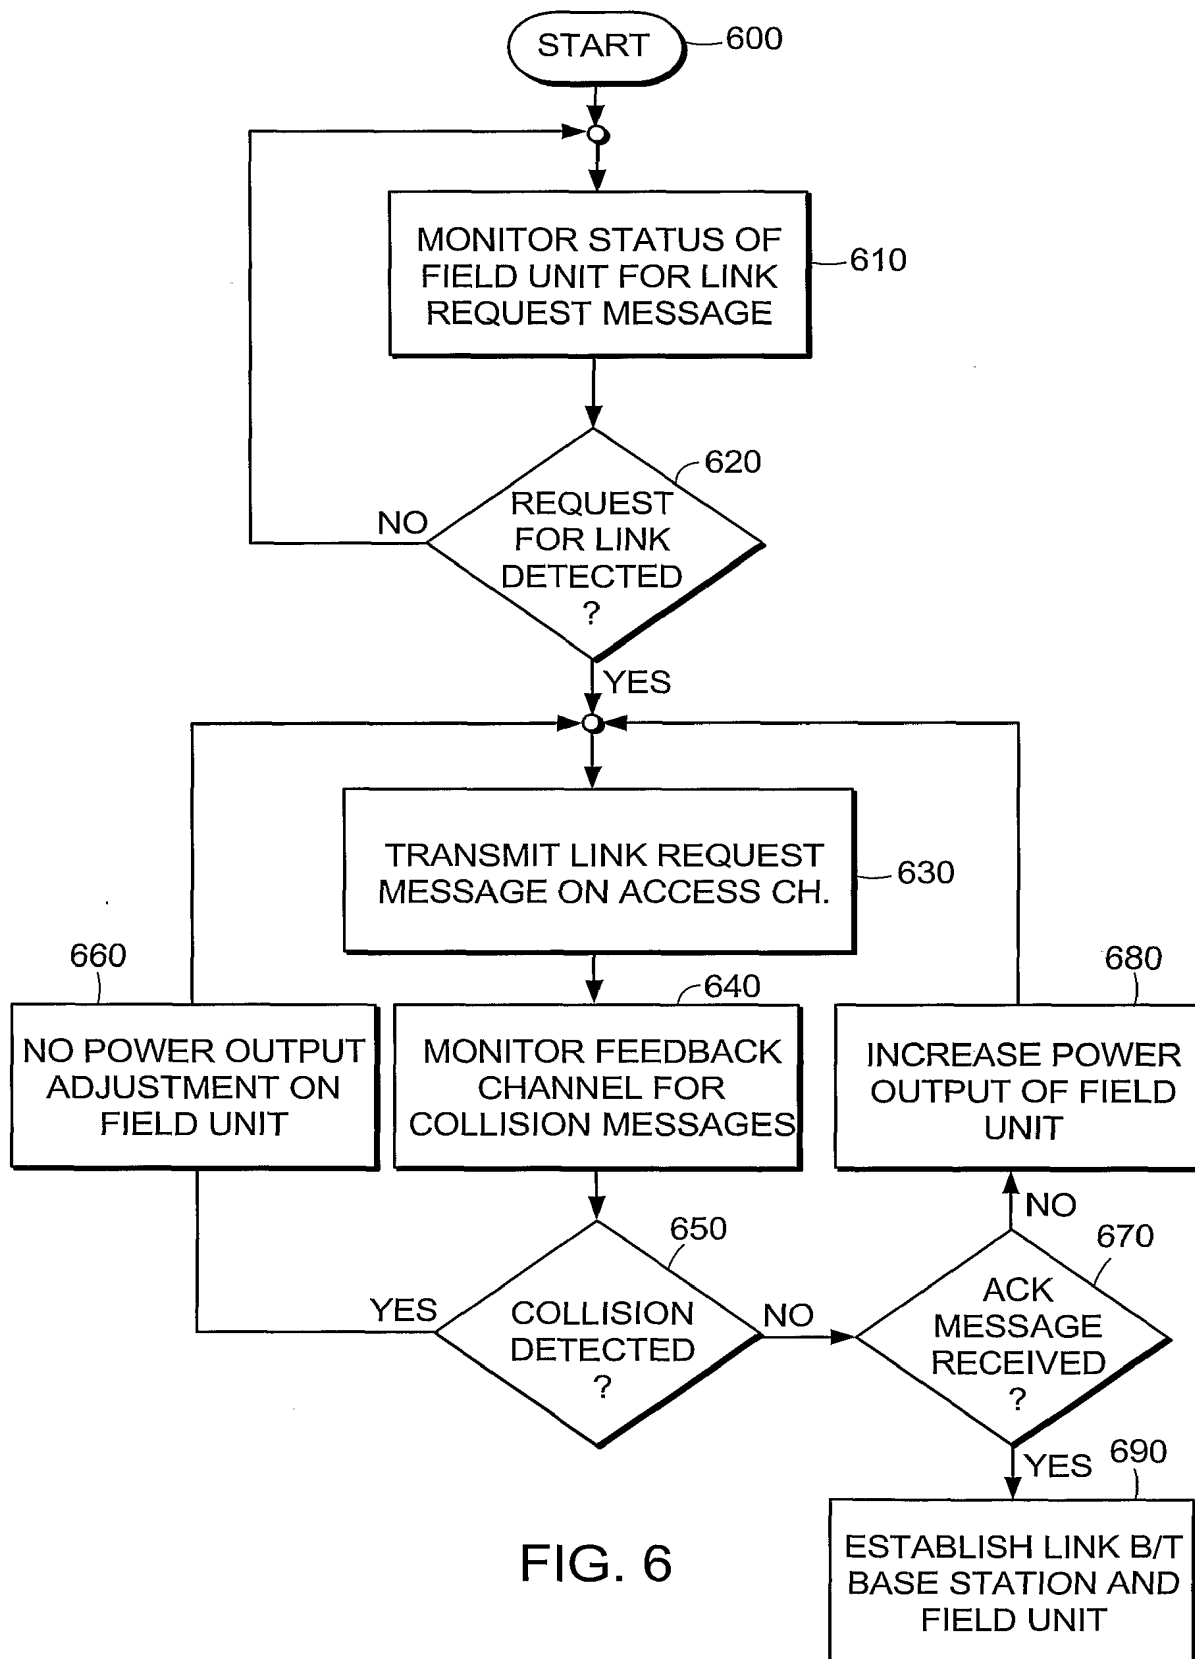 START
600
MONITOR STATUS OF
FIELD UNIT FOR LINK
REQUEST MESSAGE
610
620
REQUEST
FOR LINK
DETECTED
?
NO
YES
TRANSMIT LINK REQUEST
MESSAGE ON ACCESS CH.
630
660
NO POWER OUTPUT
ADJUSTMENT ON
FIELD UNIT
640
MONITOR FEEDBACK
CHANNEL FOR
COLLISION MESSAGES
680
INCREASE POWER
OUTPUT OF FIELD
UNIT
650
COLLISION
DETECTED
?
YES
NO
NO
670
ACK
MESSAGE
RECEIVED
?
YES
690
ESTABLISH LINK B/T
BASE STATION AND
FIELD UNIT
FIG. 6